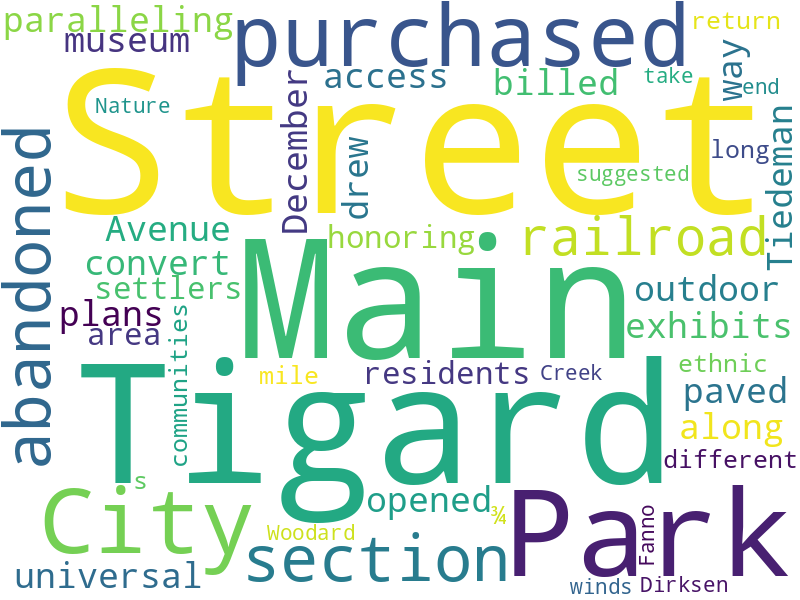 paralleling
museum
purchased
return
way
Street
Nature
December
access
billed
take
end
drew
suggested
long
Tiedeman
abandoned
Avenue
convert
settlers
honoring
railroad
Main
outdoor
plans
area
exhibits
communities
Tigard
mile
residents
Creek
ethnic
paved
along
different
s
City
opened
¾
Park
Woodard
section
Fanno
universal
winds
Dirksen